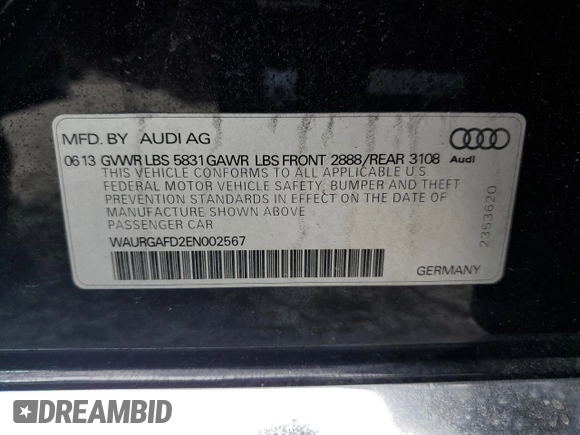 MFD. BY AUDI AG
06 13 GVWR LBS 5831 GAWR LBS FRONT 2888/REAR 3108
Audi
THIS VEHICLE CONFORMS TO ALL APPLICABLE U.S.
FEDERAL MOTOR VEHICLE SAFETY, BUMPER AND THEFT
PREVENTION STANDARDS IN EFFECT ON THE DATE OF
MANUFACTURE SHOWN ABOVE
PASSENGER CAR
WAURGAFD2EN002567
GERMANY
2353620
DREAMBID